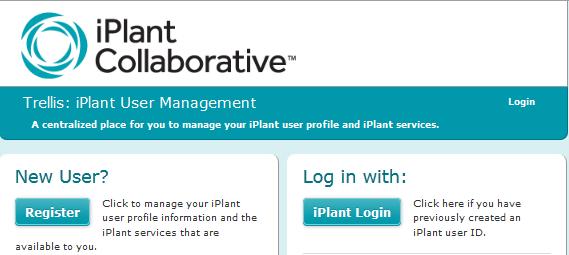 iPlant
Collaborative™
Trellis: iPlant User Management
Login
A centralized place for you to manage your iPlant user profile and iPlant services.
New User?
Register
Click to manage your iPlant
user profile information and the
iPlant services that are
available to you.
Log in with:
iPlant Login
Click here if you have
previously created an
iPlant user ID.